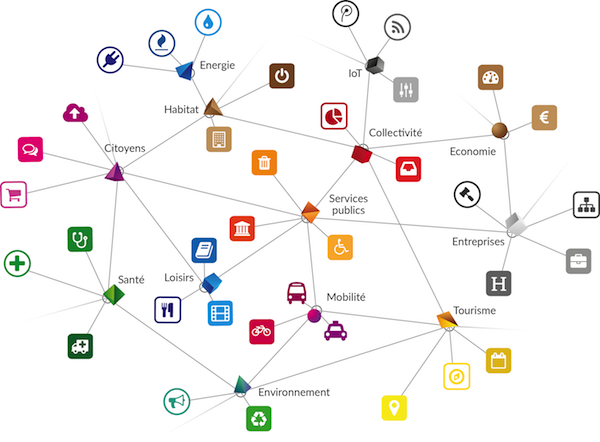 Energie
IoT
Habitat
Collectivité
Citoyens
Economie
€
Services
publics
Entreprises
Santé
Loisirs
H
Mobilité
Tourisme
Environnement